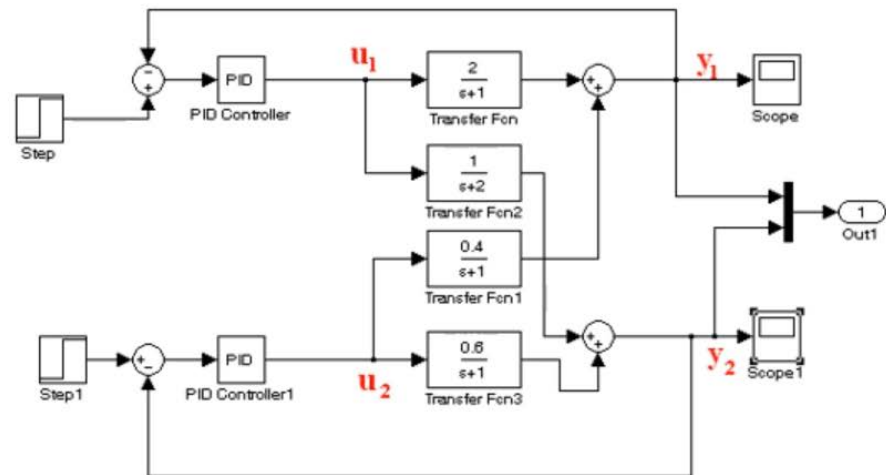 u1
y1
−
+
PID
2
s+1
+
+
PID Controller
Transfer Fcn
Scope
Step
1
s+2
Transfer Fcn2
1
Out1
0.4
s+1
Transfer Fcn1
+
−
PID
0.6
s+1
+
+
y2
Step1
PID Controller1
u2
Transfer Fcn3
Scope1